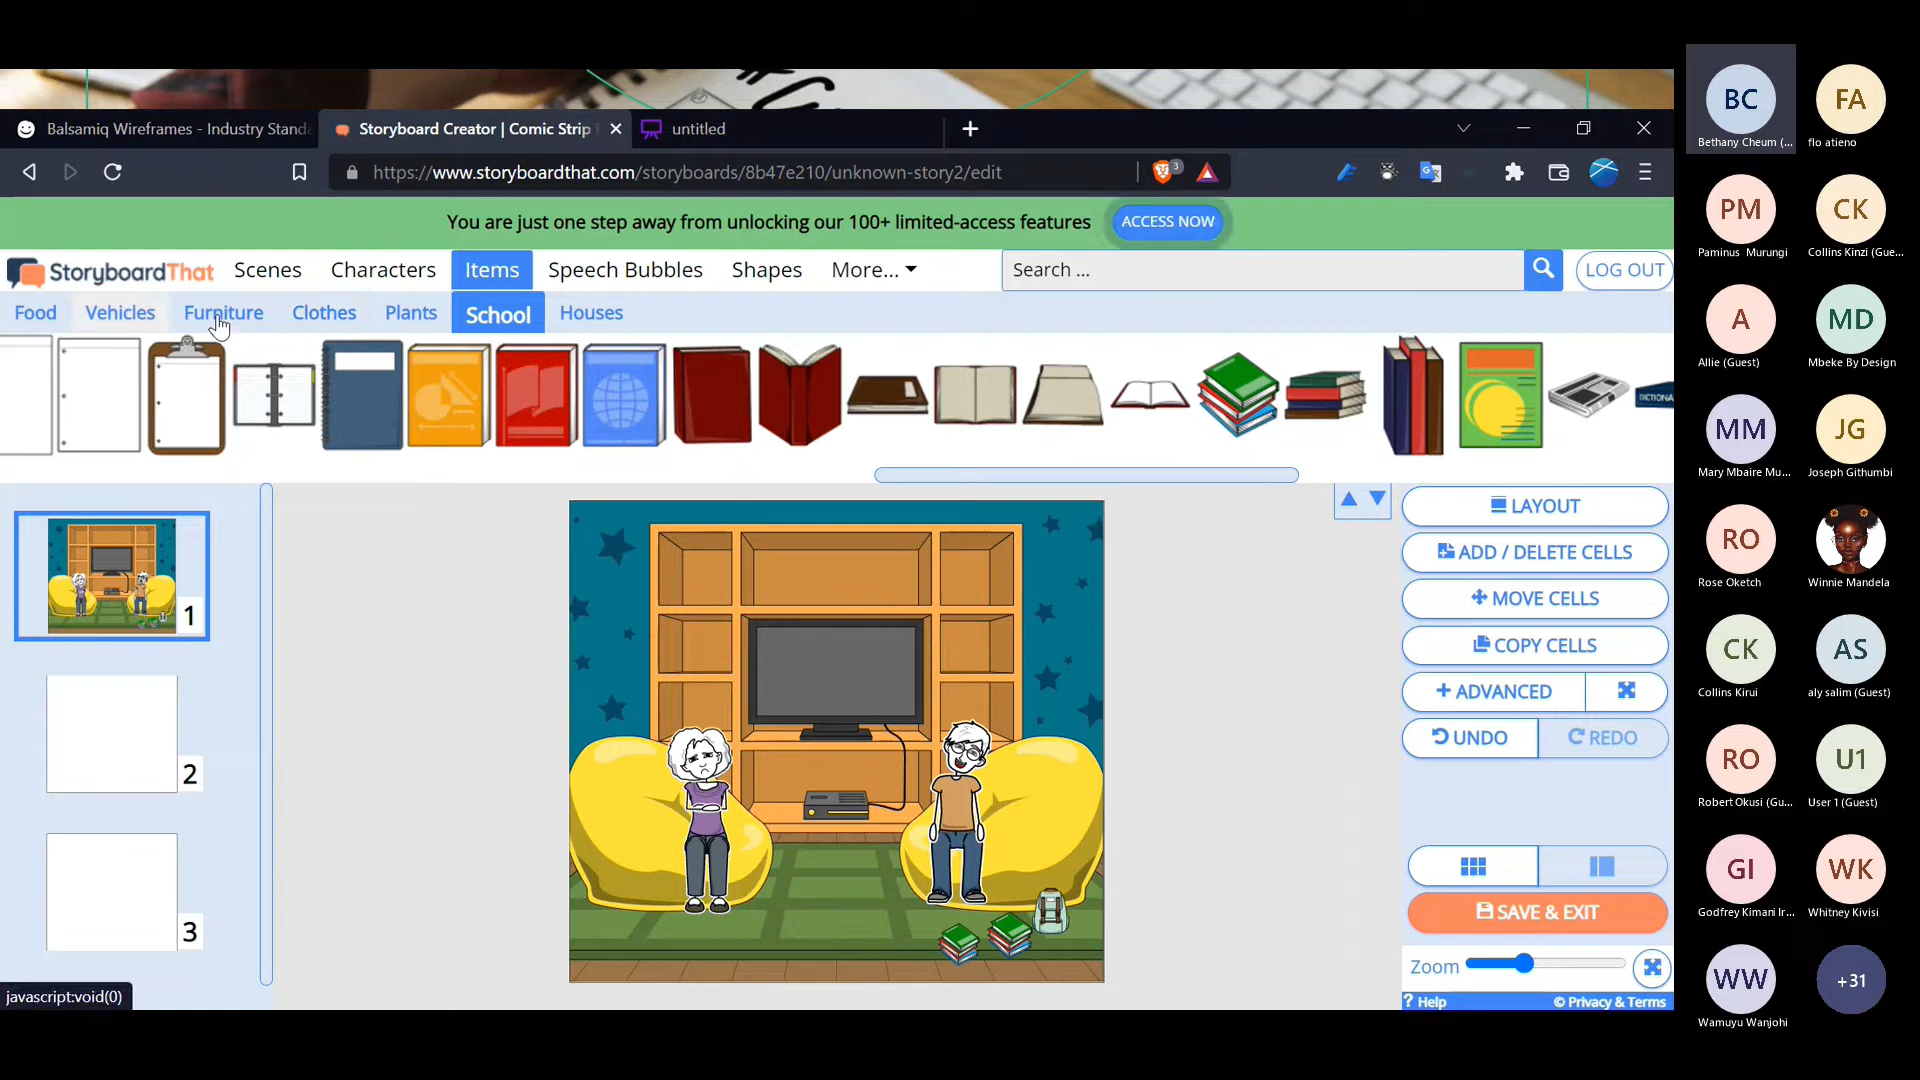 Balsamiq Wireframes - Industry Stand
Storyboard Creator | Comic Strip
untitled
https://www.storyboardthat.com/storyboards/8b47e210/unknown-story2/edit
3
You are just one step away from unlocking our 100+ limited-access features
ACCESS NOW
StoryboardThat
Scenes
Characters
Items
Speech Bubbles
Shapes
More...
Search ...
LOG OUT
Food
Vehicles
Furniture
Clothes
Plants
School
Houses
DICTIONA
1
2
3
LAYOUT
ADD / DELETE CELLS
MOVE CELLS
COPY CELLS
+ ADVANCED
UNDO
REDO
SAVE & EXIT
Zoom
? Help
© Privacy & Terms
javascript:void(0)
BC
Bethany Cheum (...
FA
flo atieno
PM
Paminus Murungi
CK
Collins Kinzi (Gue...
A
Allie (Guest)
MD
Mbeke By Design
MM
Mary Mbaire Mu...
JG
Joseph Githumbi
RO
Rose Oketch
Winnie Mandela
CK
Collins Kirui
AS
aly salim (Guest)
RO
Robert Okusi (Gu...
U1
User 1 (Guest)
GI
Godfrey Kimani Ir...
WK
Whitney Kivisi
WW
Wamuyu Wanjohi
+31